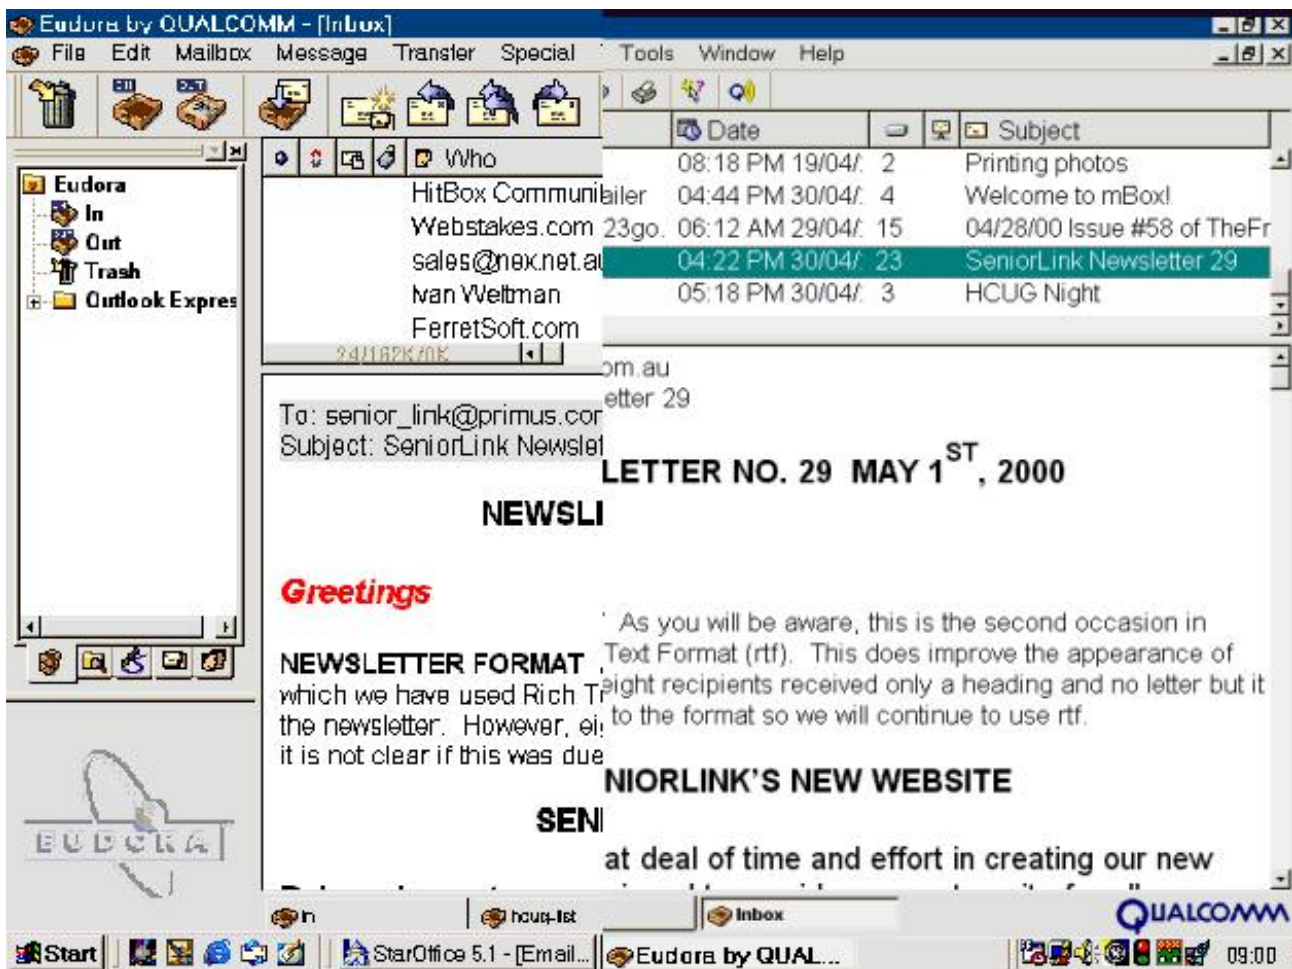 Eudora by QUALCOMM - [Inbox]
File Edit Mailbox Message Transfer Special Tools Window Help
Who Date Subject
Eudora
In
Out
Trash
Outlook Expres
HitBox Communi ailer 08:18 PM 19/04/ 2 Printing photos
Webstakes.com 04:44 PM 30/04/ 4 Welcome to mBox!
sales@nex.net.au 23go. 06:12 AM 29/04/ 15 04/28/00 Issue #58 of TheFr
Ivan Weltman 04:22 PM 30/04/ 23 SeniorLink Newsletter 29
FerretSoft.com 05:18 PM 30/04/ 3 HCUG Night
24/162K/0K
To: senior_link@primus.com om.au
Subject: SeniorLink Newslet etter 29
NEWSLI LETTER NO. 29 MAY 1ST, 2000
Greetings
NEWSLETTER FORMAT As you will be aware, this is the second occasion in
which we have used Rich T Text Format (rtf). This does improve the appearance of
the newsletter. However, ei eight recipients received only a heading and no letter but it
it is not clear if this was due to the format so we will continue to use rtf.
SENI NIORLINK'S NEW WEBSITE
at deal of time and effort in creating our new
EUDORA
In hcug-list Inbox QUALCOMM
Start StarOffice 5.1 - [Email... Eudora by QUAL... 09:00